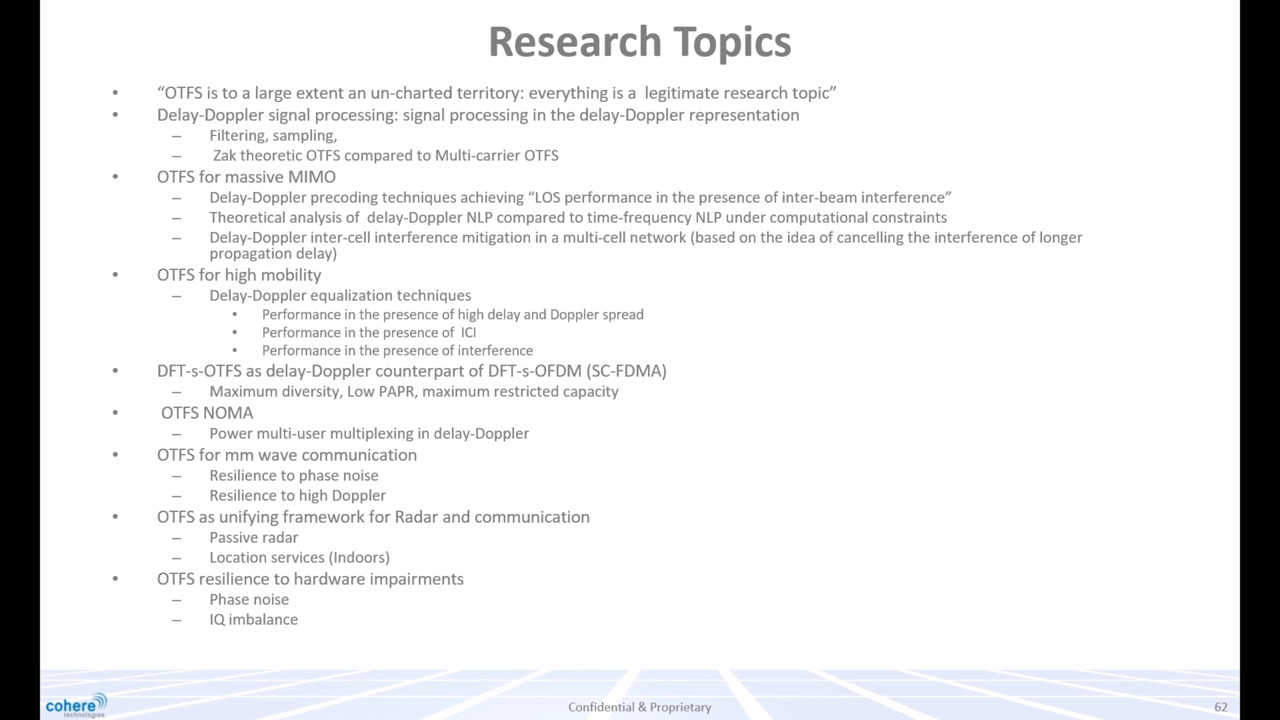 Research Topics
• “OTFS is to a large extent an un-charted territory: everything is a legitimate research topic”
• Delay-Doppler signal processing: signal processing in the delay-Doppler representation
– Filtering, sampling,
– Zak theoretic OTFS compared to Multi-carrier OTFS
• OTFS for massive MIMO
– Delay-Doppler precoding techniques achieving “LOS performance in the presence of inter-beam interference”
– Theoretical analysis of delay-Doppler NLP compared to time-frequency NLP under computational constraints
– Delay-Doppler inter-cell interference mitigation in a multi-cell network (based on the idea of cancelling the interference of longer
propagation delay)
• OTFS for high mobility
– Delay-Doppler equalization techniques
• Performance in the presence of high delay and Doppler spread
• Performance in the presence of ICI
• Performance in the presence of interference
• DFT-s-OTFS as delay-Doppler counterpart of DFT-s-OFDM (SC-FDMA)
– Maximum diversity, Low PAPR, maximum restricted capacity
• OTFS NOMA
– Power multi-user multiplexing in delay-Doppler
• OTFS for mm wave communication
– Resilience to phase noise
– Resilience to high Doppler
• OTFS as unifying framework for Radar and communication
– Passive radar
– Location services (Indoors)
• OTFS resilience to hardware impairments
– Phase noise
– IQ imbalance
cohere
technologies
Confidential & Proprietary
62